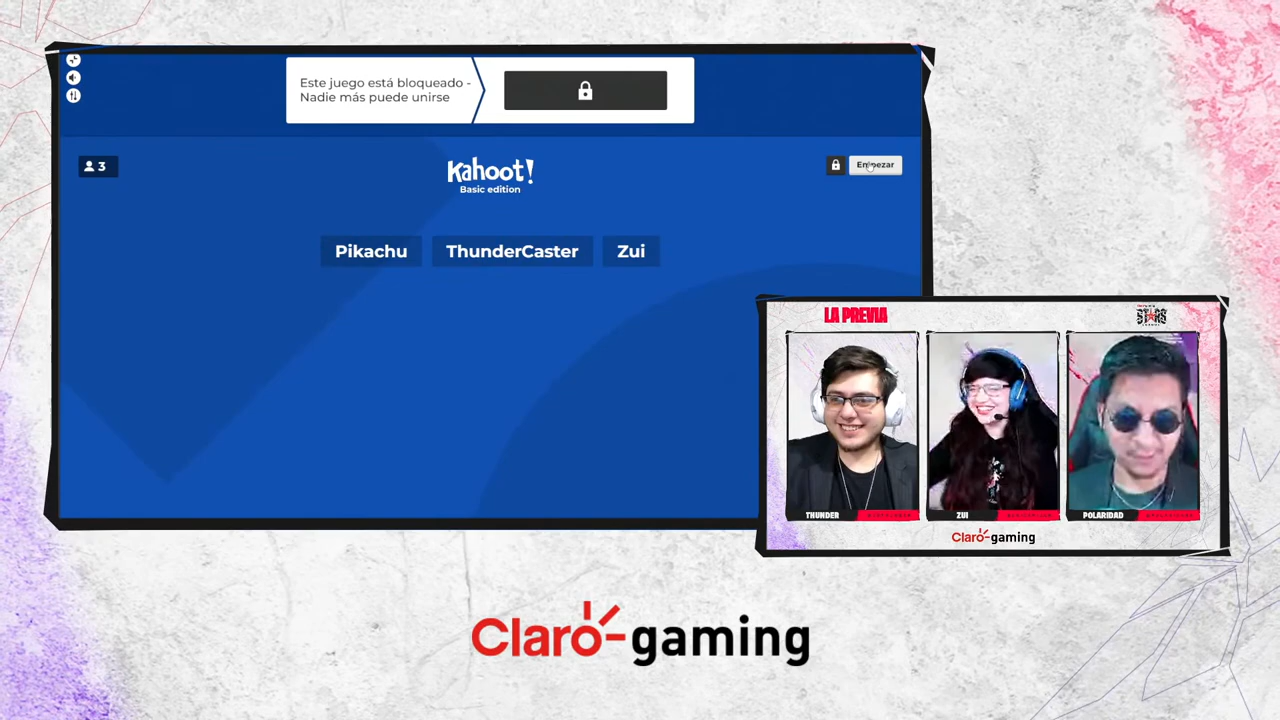 Este juego está bloqueado -
Nadie más puede unirse
3
Kahoot!
Basic edition
Empezar
Pikachu
ThunderCaster
Zui
LA PREVIA
THUNDER
ZUI
POLARIDAD
Claro-gaming
Claro-gaming